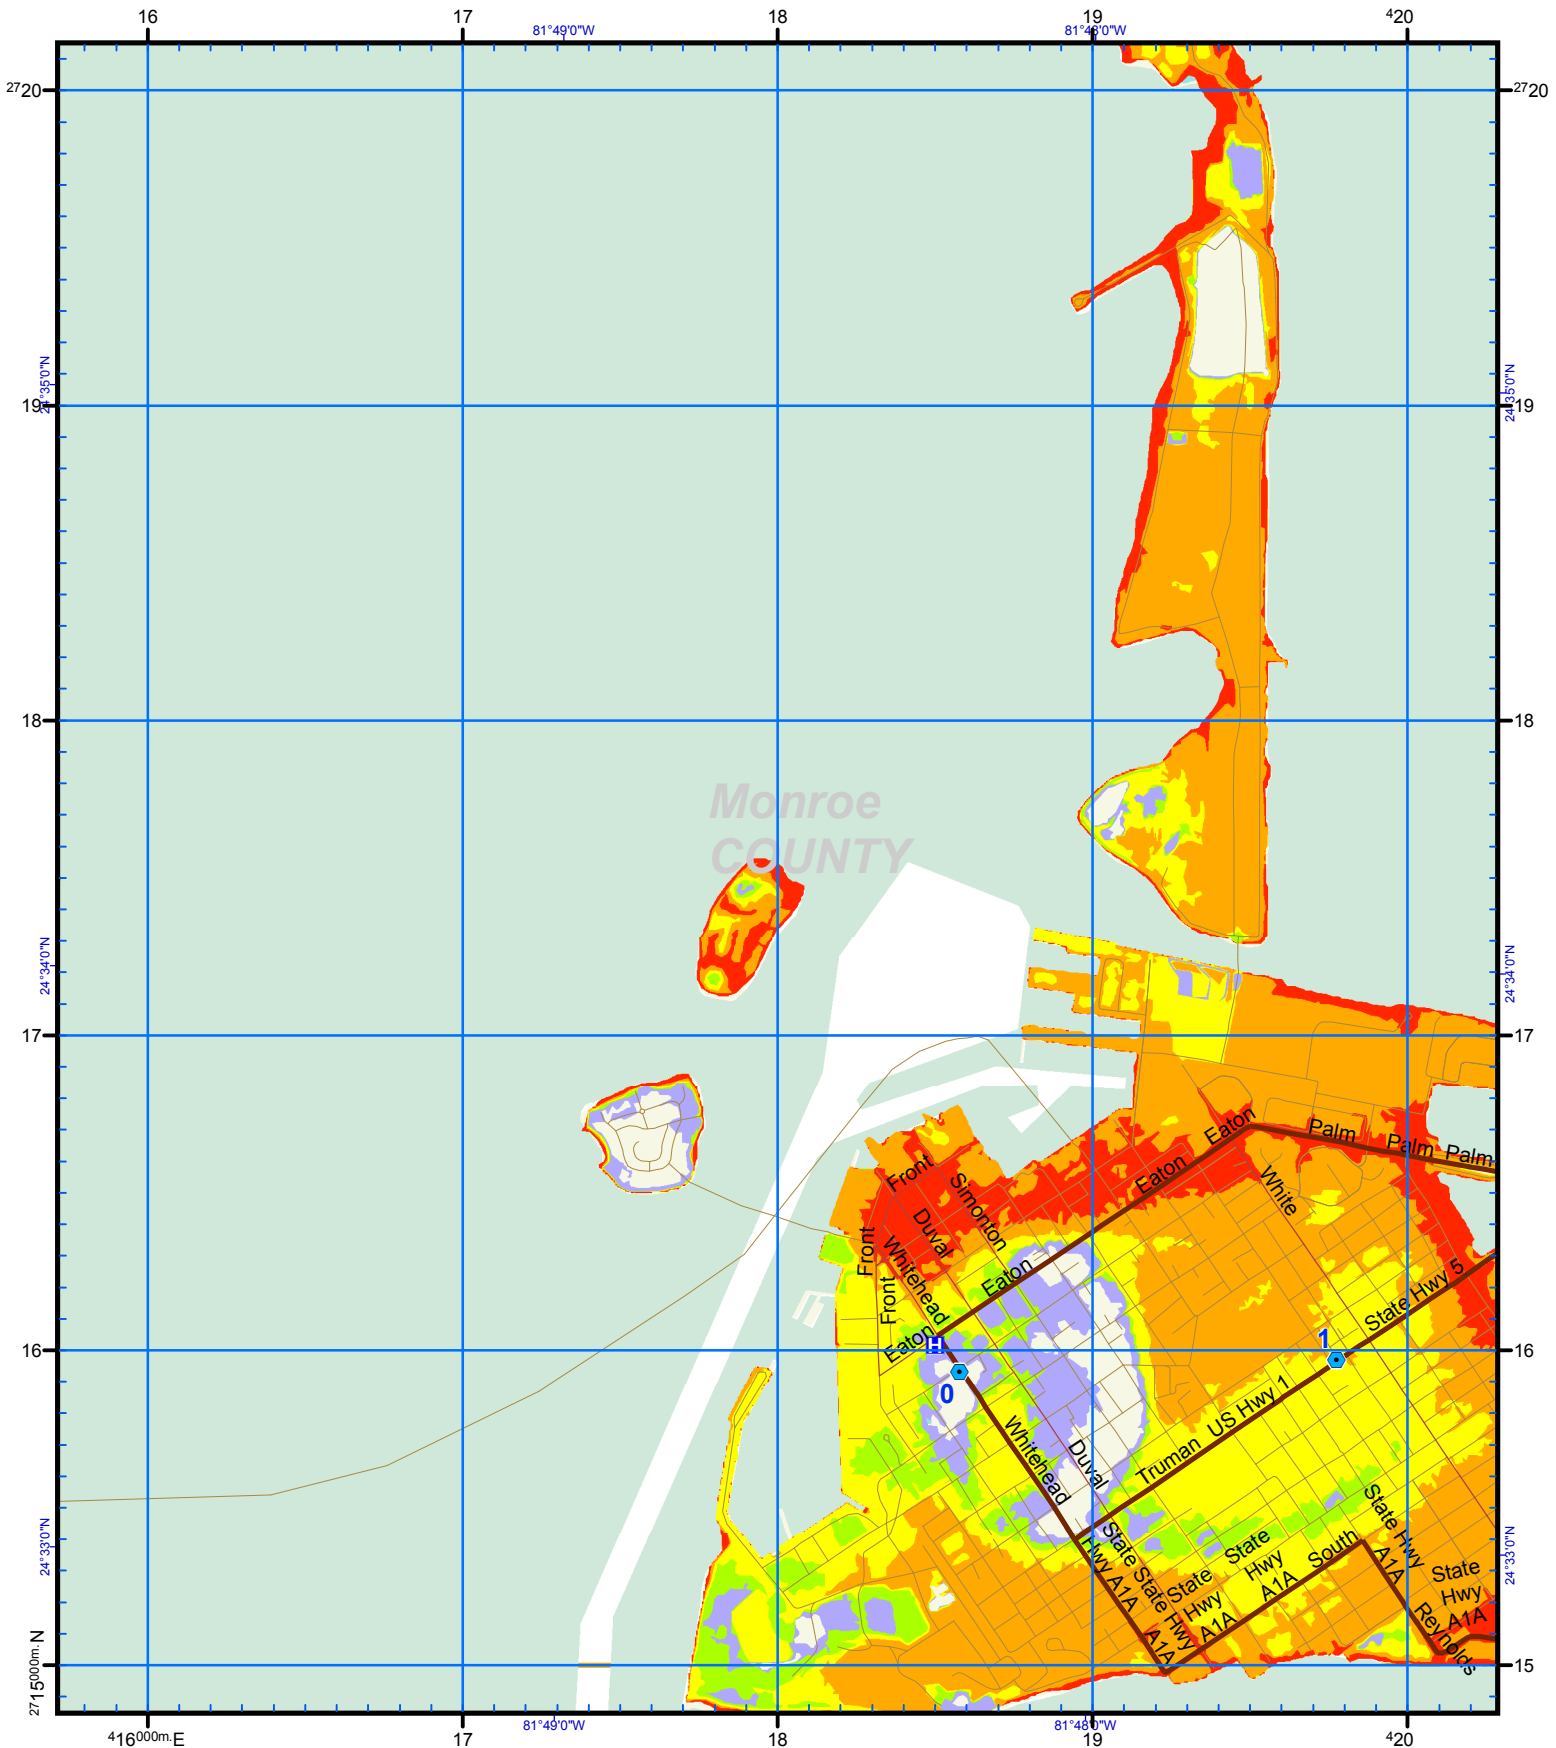 16 17 18 19 ⁴20
81°49'0"W 81°48'0"W
²⁷20 ²⁷20
24°35'0"N 24°35'0"N
19 19
18 18
Monroe
COUNTY
24°34'0"N 24°34'0"N
17 17
Eaton
Palm Palm Palm
Eaton
Front
White
Simonton
Duval
Front
Whitehead
Eaton
State Hwy 5
Front
Eaton
H
1
16 16
0
US Hwy 1
Whitehead
Duval
Truman
State Hwy A1A
24°33'0"N 24°33'0"N
State
Hwy
A1A
South
State Hwy A1A
State Hwy A1A
State
Hwy
A1A
State
Hwy
A1A
Hwy A1A
Reynolds
²⁷15⁰⁰⁰ᵐ· N 15
81°49'0"W 81°48'0"W
⁴16⁰⁰⁰ᵐ· E 17 18 19 ⁴20